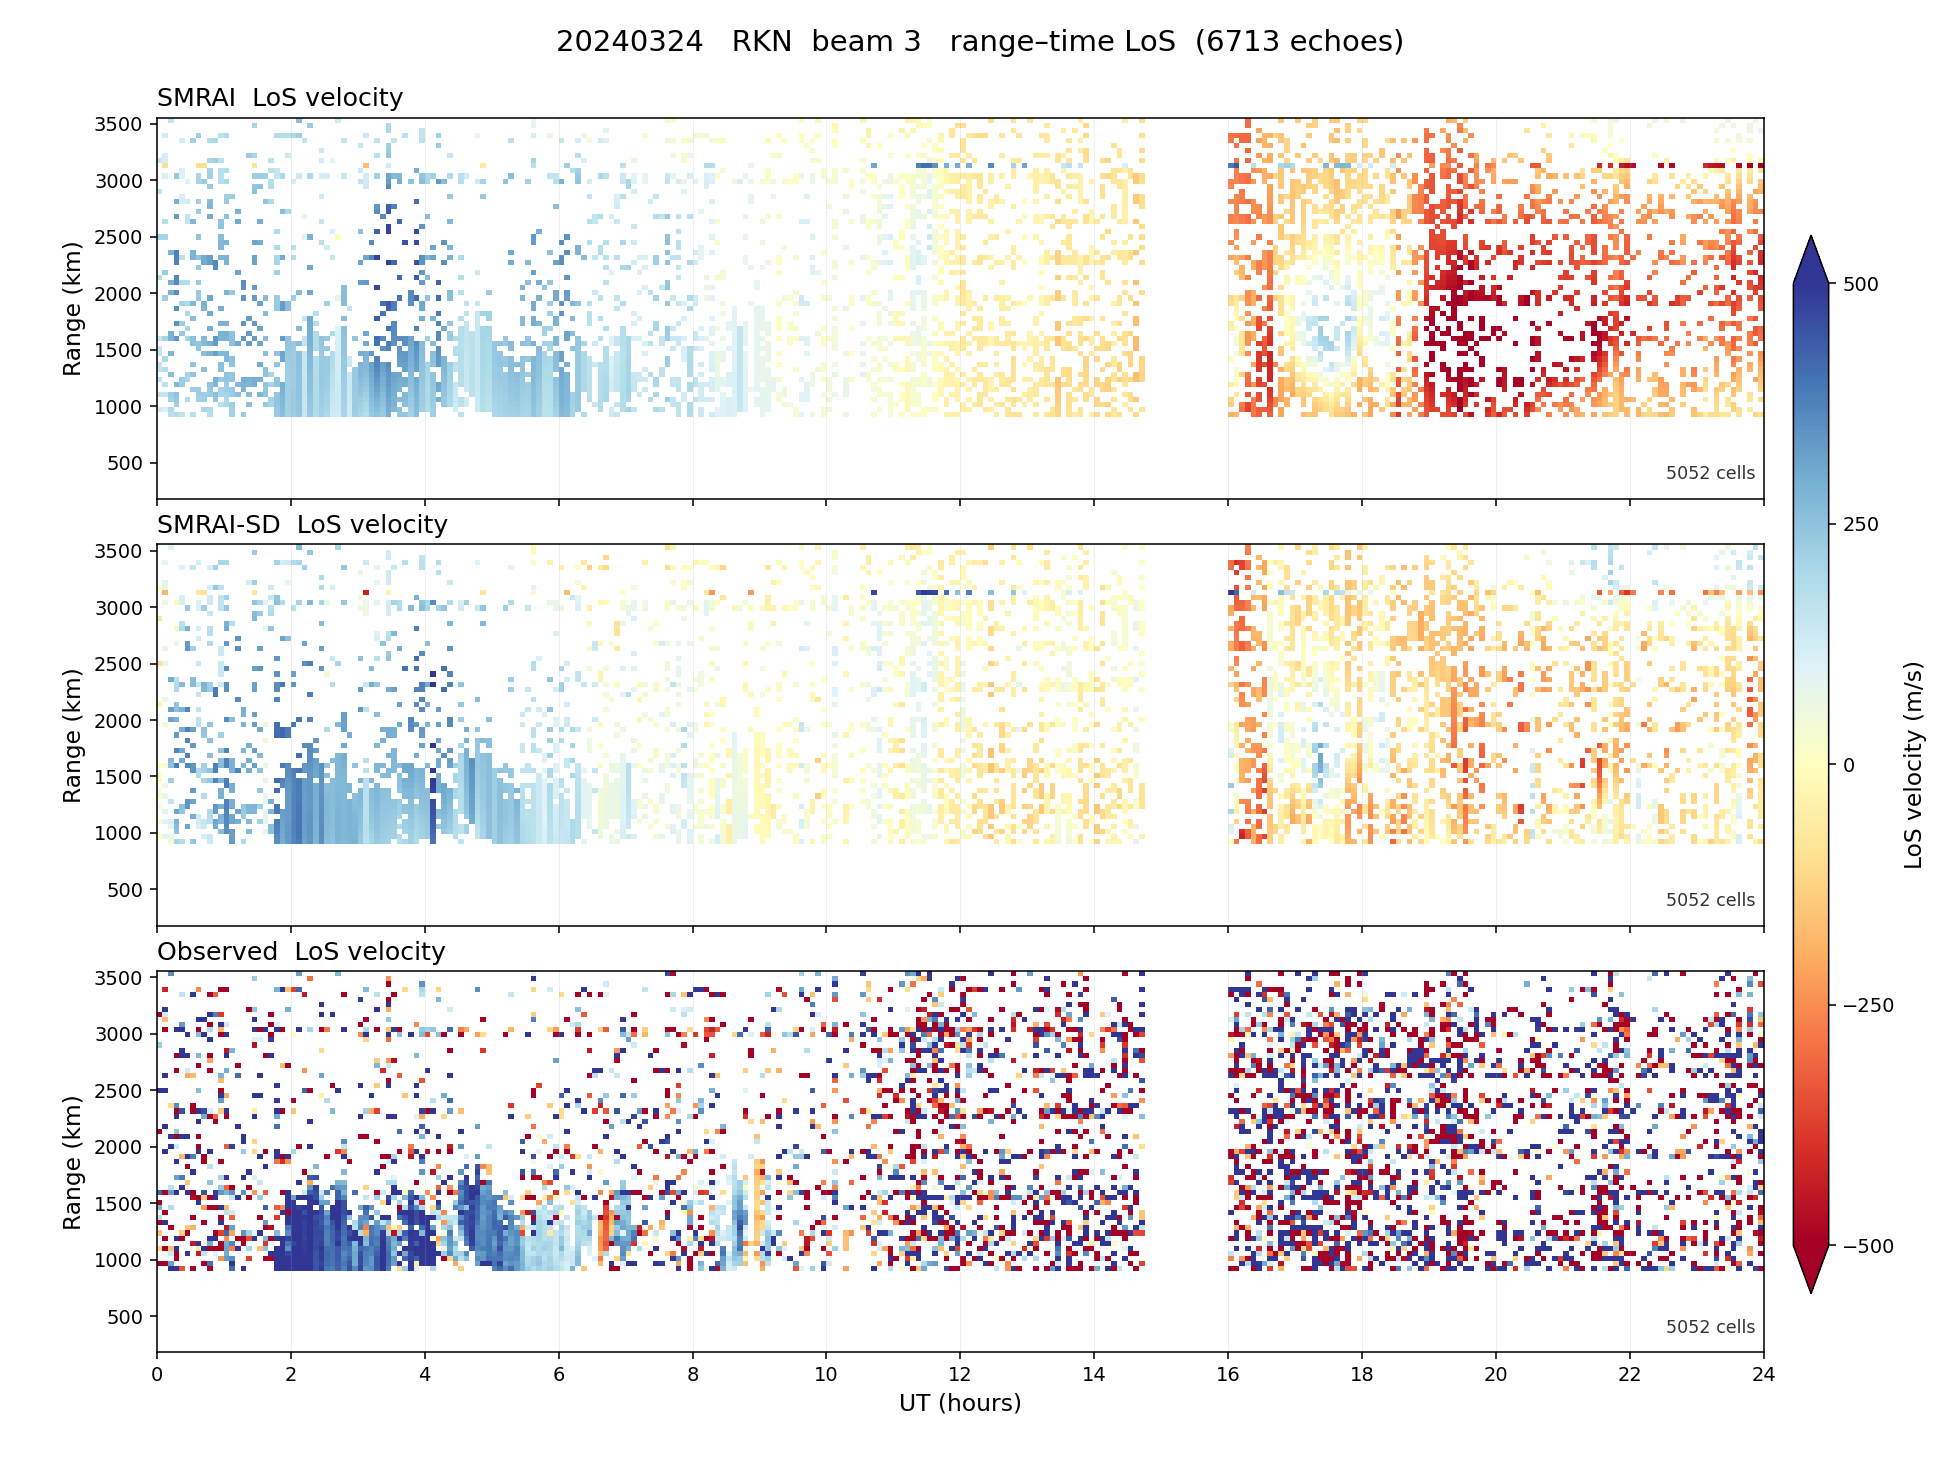 20240324 RKN beam 3 range–time LoS (6713 echoes)
SMRAI LoS velocity
3500
3000
2500
2000
1500
1000
500
Range (km)
5052 cells
SMRAI-SD LoS velocity
3500
3000
2500
2000
1500
1000
500
Range (km)
5052 cells
Observed LoS velocity
3500
3000
2500
2000
1500
1000
500
Range (km)
5052 cells
0 2 4 6 8 10 12 14 16 18 20 22 24
UT (hours)
500
250
0
−250
−500
LoS velocity (m/s)